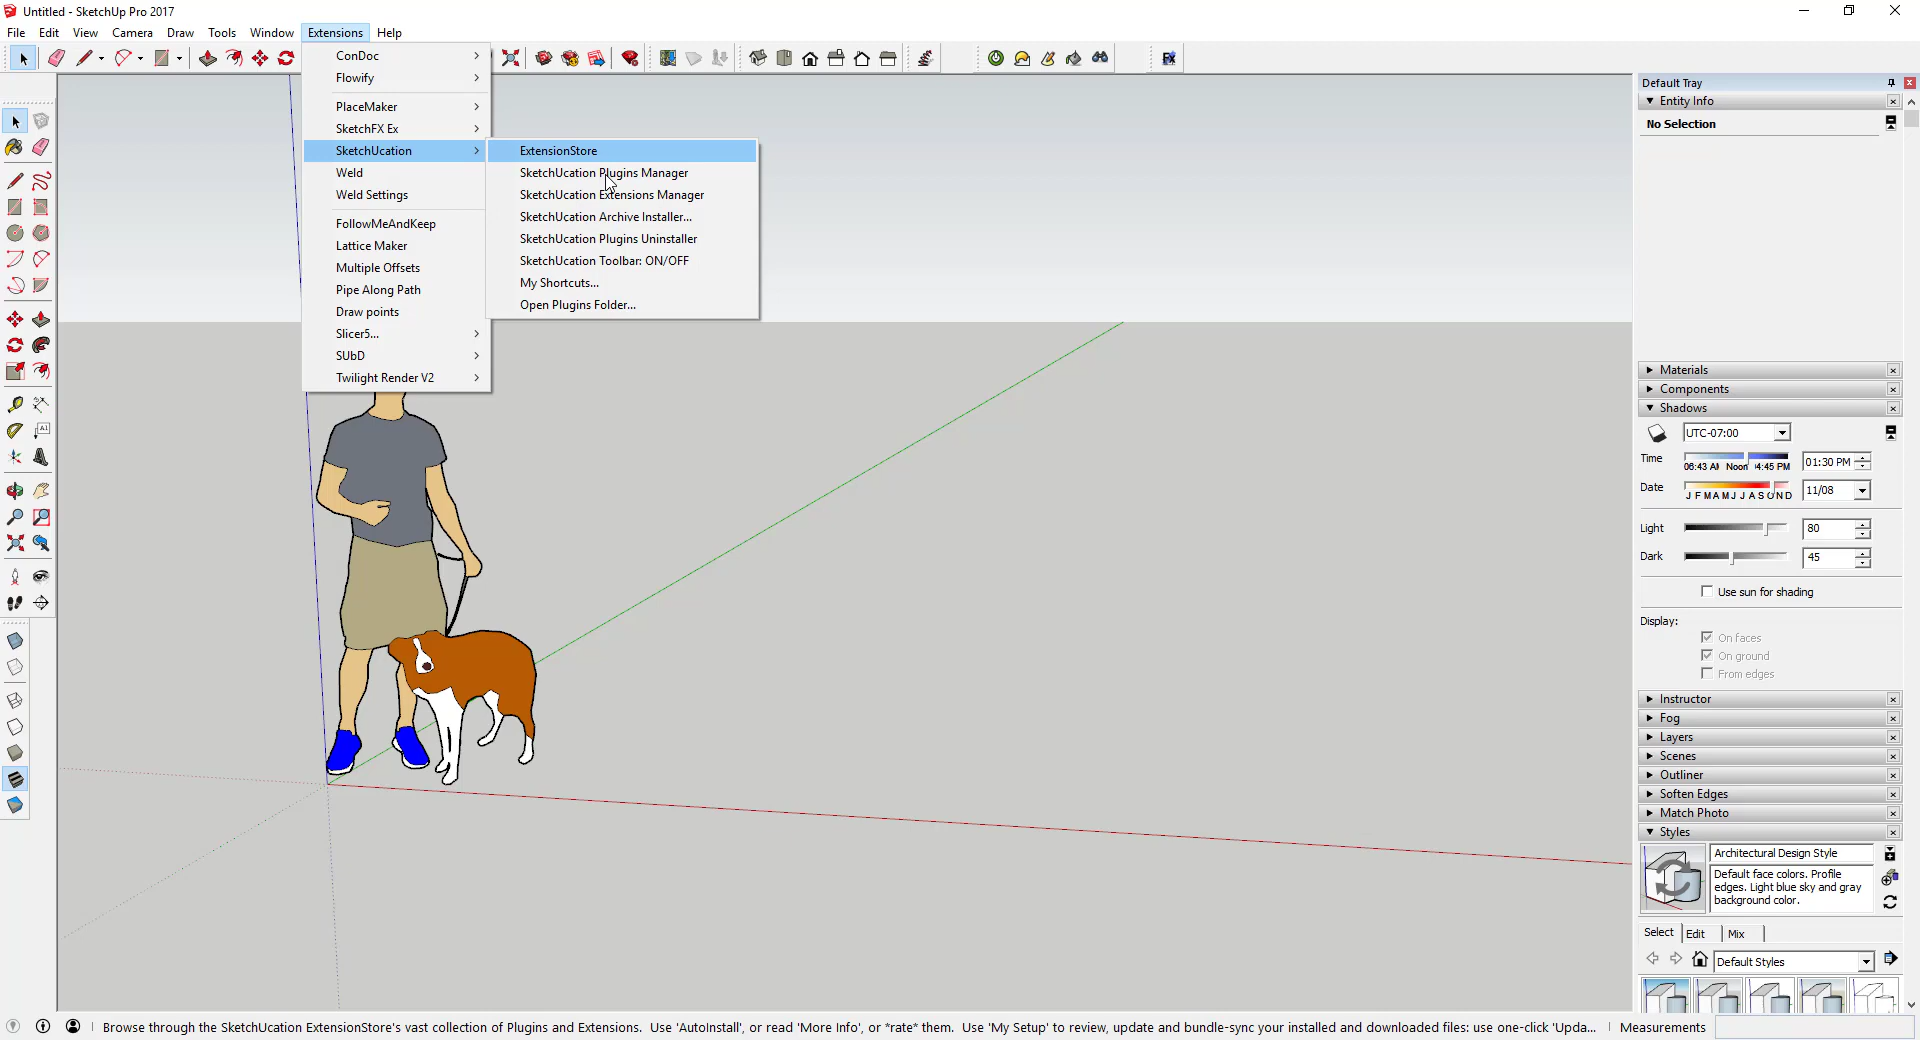 Untitled - SketchUp Pro 2017
File Edit View Camera Draw Tools Window Extensions Help
ConDoc
Flowify
PlaceMaker
SketchFX Ex
SketchUcation
Weld
Weld Settings
FollowMeAndKeep
Lattice Maker
Multiple Offsets
Pipe Along Path
Draw points
Slicer5...
SUbD
Twilight Render V2
ExtensionStore
SketchUcation Plugins Manager
SketchUcation Extensions Manager
SketchUcation Archive Installer...
SketchUcation Plugins Uninstaller
SketchUcation Toolbar: ON/OFF
My Shortcuts...
Open Plugins Folder...
A1
Default Tray
Entity Info
No Selection
Materials
Components
Shadows
UTC-07:00
Time 06:43 AM Noon 04:45 PM 01:30 PM
Date J F M A M J J A S O N D 11/08
Light 80
Dark 45
Use sun for shading
Display:
On faces
On ground
From edges
Instructor
Fog
Layers
Scenes
Outliner
Soften Edges
Match Photo
Styles
Architectural Design Style
Default face colors. Profile
edges. Light blue sky and gray
background color.
Select Edit Mix
Default Styles
Browse through the SketchUcation ExtensionStore's vast collection of Plugins and Extensions. Use 'AutoInstall', or read 'More Info', or *rate* them. Use 'My Setup' to review, update and bundle-sync your installed and downloaded files: use one-click 'Upda... Measurements